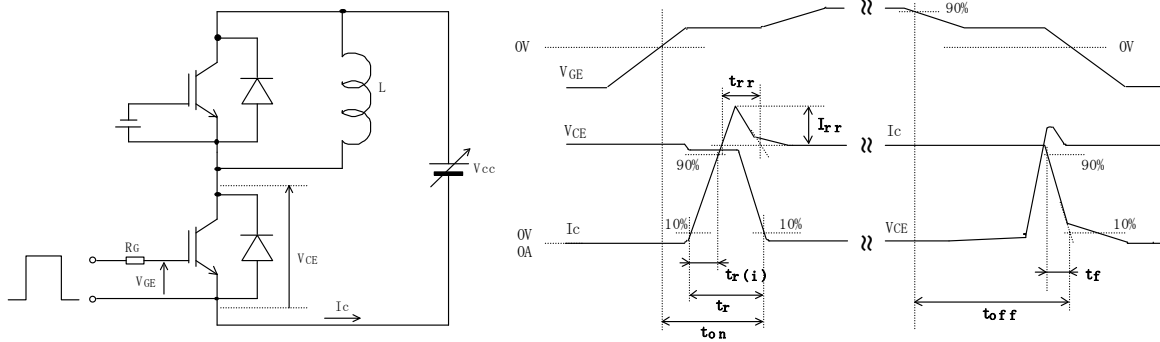 L
Vcc
RG
VGE
VCE
Ic
0V
VGE
VCE
Ic
0V
0A
90%
10%
trr
Irr
10%
tr(i)
tr
ton
90%
0V
Ic
90%
VCE
10%
tf
toff